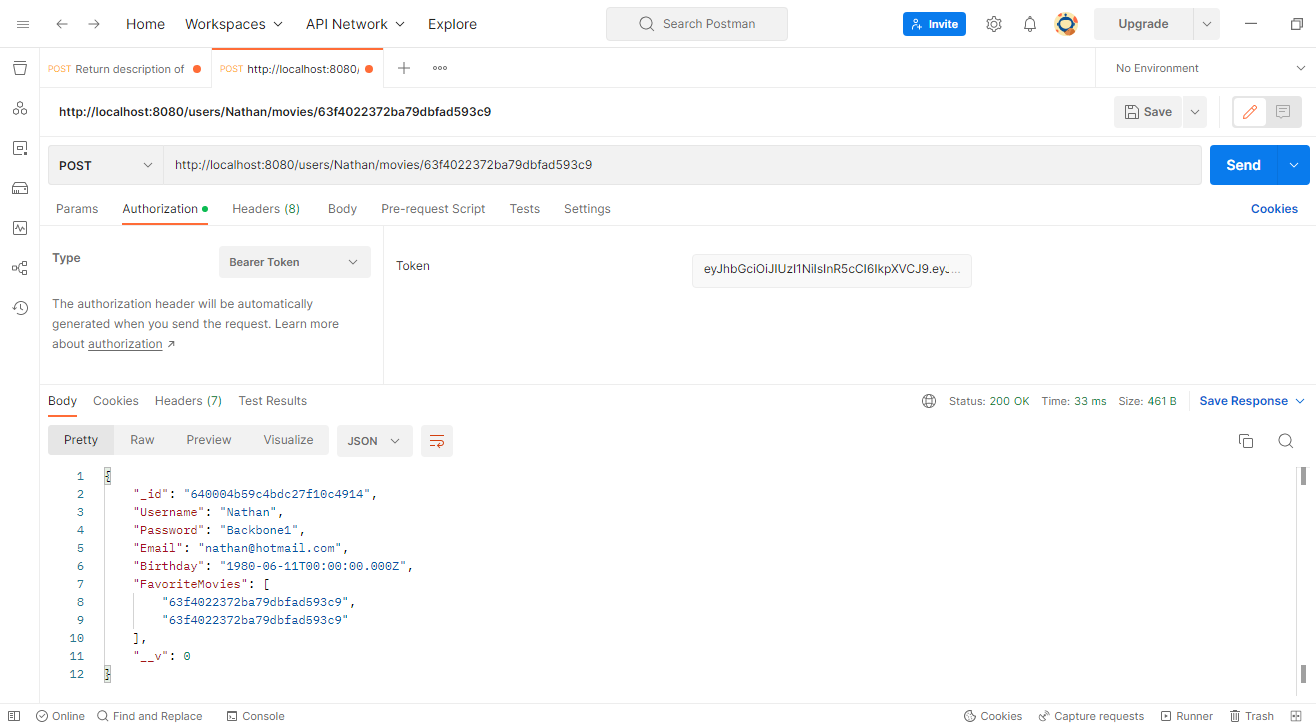 Home Workspaces API Network Explore Search Postman Invite Upgrade
POST Return description of POST http://localhost:8080/ No Environment
http://localhost:8080/users/Nathan/movies/63f4022372ba79dbfad593c9 Save
POST http://localhost:8080/users/Nathan/movies/63f4022372ba79dbfad593c9 Send
Params Authorization Headers (8) Body Pre-request Script Tests Settings Cookies
Type Bearer Token
Token eyJhbGciOiJIUzI1NiIsInR5cCI6IkpXVCJ9.eyJ...
The authorization header will be automatically
generated when you send the request. Learn more
about authorization ↗
Body Cookies Headers (7) Test Results Status: 200 OK Time: 33 ms Size: 461 B Save Response
Pretty Raw Preview Visualize JSON
1 {
2 "_id": "640004b59c4bdc27f10c4914",
3 "Username": "Nathan",
4 "Password": "Backbone1",
5 "Email": "nathan@hotmail.com",
6 "Birthday": "1980-06-11T00:00:00.000Z",
7 "FavoriteMovies": [
8 "63f4022372ba79dbfad593c9",
9 "63f4022372ba79dbfad593c9"
10 ],
11 "__v": 0
12 }
Online Find and Replace Console Cookies Capture requests Runner Trash